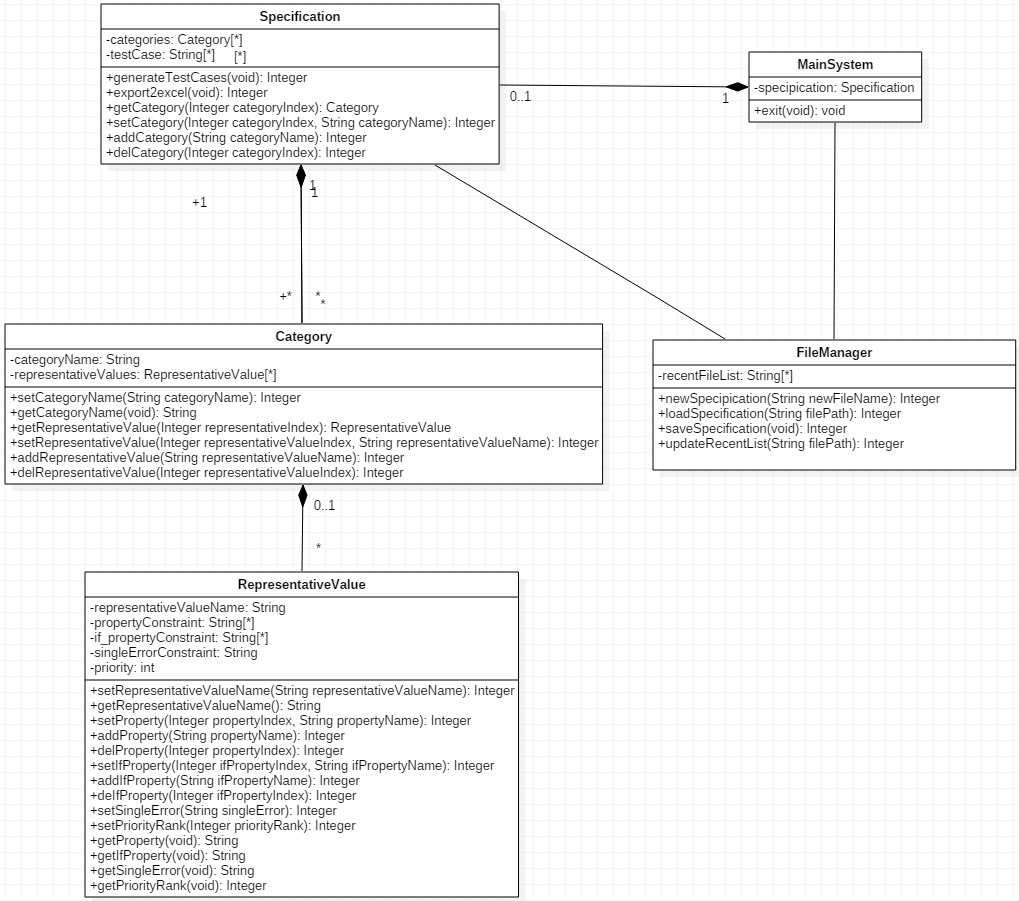 Specification
-categories: Category[*]
-testCase: String[*] [*]
+generateTestCases(void): Integer
+export2excel(void): Integer
+getCategory(Integer categoryIndex): Category
+setCategory(Integer categoryIndex, String categoryName): Integer
+addCategory(String categoryName): Integer
+delCategory(Integer categoryIndex): Integer
0..1
1
MainSystem
-specipication: Specification
+exit(void): void
1
1
+1
+*
*
*
Category
-categoryName: String
-representativeValues: RepresentativeValue[*]
+setCategoryName(String categoryName): Integer
+getCategoryName(void): String
+getRepresentativeValue(Integer representativeIndex): RepresentativeValue
+setRepresentativeValue(Integer representativeValueIndex, String representativeValueName): Integer
+addRepresentativeValue(String representativeValueName): Integer
+delRepresentativeValue(Integer representativeValueIndex): Integer
FileManager
-recentFileList: String[*]
+newSpecipication(String newFileName): Integer
+loadSpecification(String filePath): Integer
+saveSpecification(void): Integer
+updateRecentList(String filePath): Integer
0..1
*
RepresentativeValue
-representativeValueName: String
-propertyConstraint: String[*]
-if_propertyConstraint: String[*]
-singleErrorConstraint: String
-priority: int
+setRepresentativeValueName(String representativeValueName): Integer
+getRepresentativeValueName(): String
+setProperty(Integer propertyIndex, String propertyName): Integer
+addProperty(String propertyName): Integer
+delProperty(Integer propertyIndex): Integer
+setIfProperty(Integer ifPropertyIndex, String ifPropertyName): Integer
+addIfProperty(String ifPropertyName): Integer
+delfProperty(Integer ifPropertyIndex): Integer
+setSingleError(String singleError): Integer
+setPriorityRank(Integer priorityRank): Integer
+getProperty(void): String
+getIfProperty(void): String
+getSingleError(void): String
+getPriorityRank(void): Integer